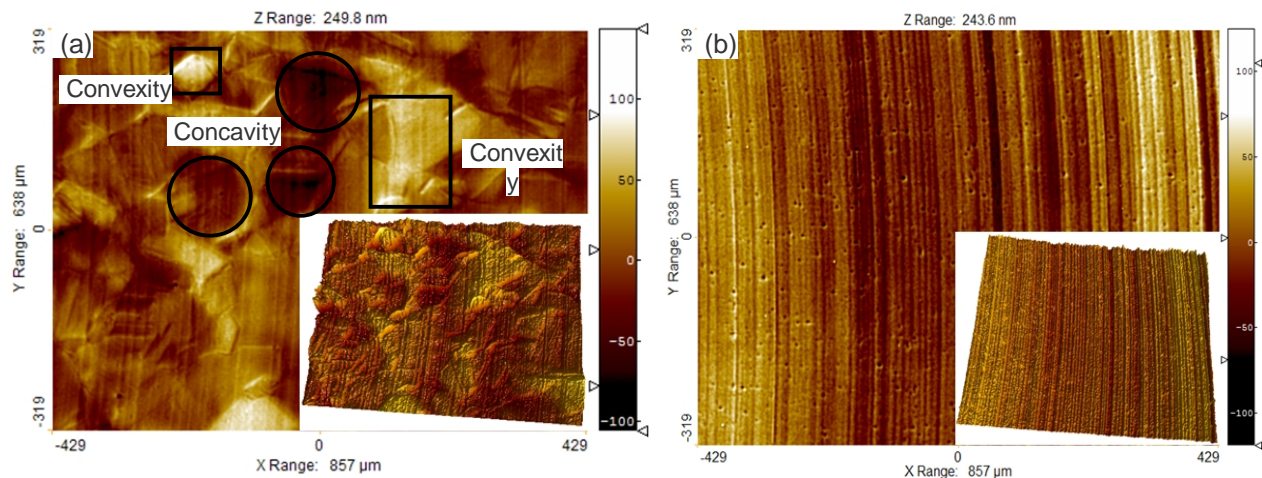 Z Range: 249.8 nm
(a)
Convexity
Concavity
Convexit
y
319
0
-319
Y Range: 638 μm
-429
0
429
X Range: 857 μm
100
50
0
-50
-100
Z Range: 243.6 nm
(b)
319
0
-319
Y Range: 638 μm
-429
0
429
X Range: 857 μm
100
50
0
-50
-100